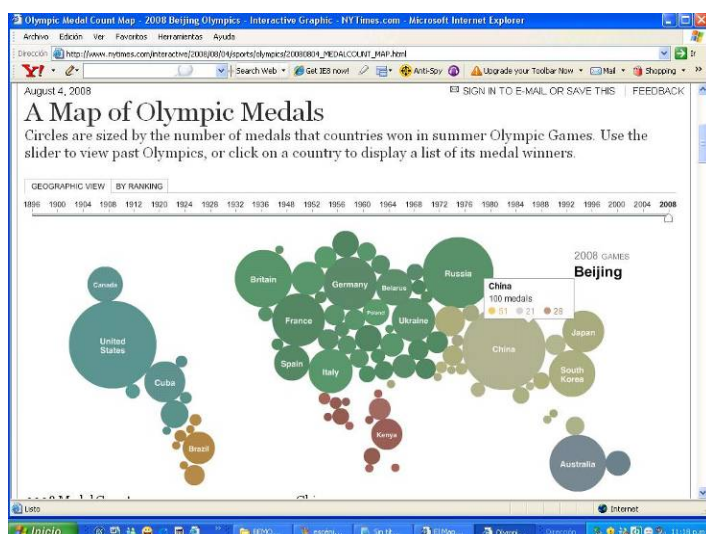 Olympic Medal Count Map - 2008 Beijing Olympics - Interactive Graphic - NYTimes.com - Microsoft Internet Explorer
Archivo Edición Ver Favoritos Herramientas Ayuda
Dirección http://www.nytimes.com/interactive/2008/08/04/sports/olympics/20080804_MEDALCOUNT_MAP.html Ir
Y! Search Web Get IE8 now! Anti-Spy Upgrade your Toolbar Now Mail Shopping
August 4, 2008 SIGN IN TO E-MAIL OR SAVE THIS FEEDBACK
A Map of Olympic Medals
Circles are sized by the number of medals that countries won in summer Olympic Games. Use the
slider to view past Olympics, or click on a country to display a list of its medal winners.
GEOGRAPHIC VIEW BY RANKING
1896 1900 1904 1908 1912 1920 1924 1928 1932 1936 1948 1952 1956 1960 1964 1968 1972 1976 1980 1984 1988 1992 1996 2000 2004 2008
2008 GAMES
Beijing
Canada
United
States
Cuba
Brazil
Britain
Germany
Belarus
Russia
France
Poland
Ukraine
Spain
Italy
Kenya
China
100 medals
51 21 28
China
Japan
South
Korea
Australia
2008 Medal Count China
Listo Internet
Inicio Dirección 11:18 p.m.